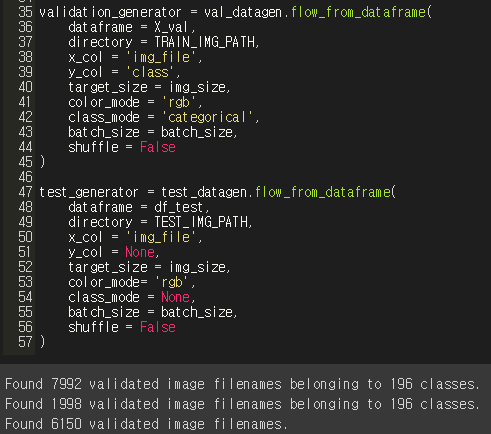 35 validation_generator = val_datagen.flow_from_dataframe(
36     dataframe = X_val,
37     directory = TRAIN_IMG_PATH,
38     x_col = 'img_file',
39     y_col = 'class',
40     target_size = img_size,
41     color_mode = 'rgb',
42     class_mode = 'categorical',
43     batch_size = batch_size,
44     shuffle = False
45 )
46
47 test_generator = test_datagen.flow_from_dataframe(
48     dataframe = df_test,
49     directory = TEST_IMG_PATH,
50     x_col = 'img_file',
51     y_col = None,
52     target_size = img_size,
53     color_mode= 'rgb',
54     class_mode = None,
55     batch_size = batch_size,
56     shuffle = False
57 )
Found 7992 validated image filenames belonging to 196 classes.
Found 1998 validated image filenames belonging to 196 classes.
Found 6150 validated image filenames.